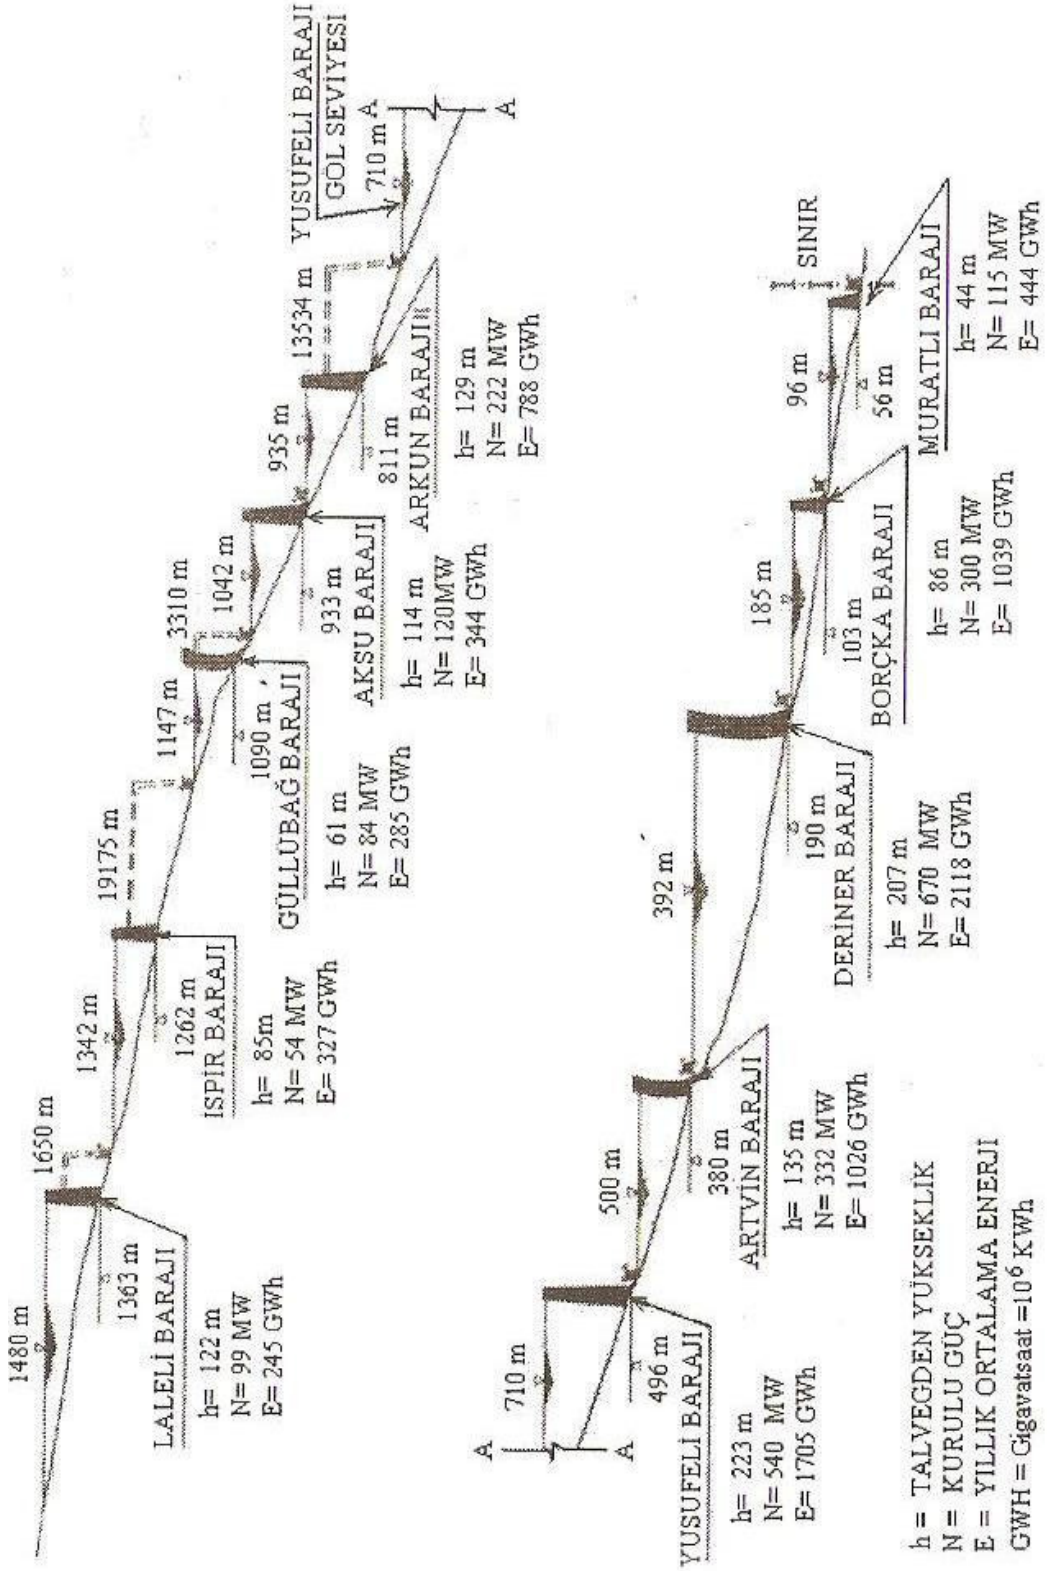 1480 m
1363 m
LALELİ BARAJI
h= 122 m
N= 99 MW
E= 245 GWh
1650 m
1342 m
1262 m
İSPİR BARAJI
h= 85m
N= 54 MW
E= 327 GWh
19175 m
1147 m
1090 m
GÜLLÜBAĞ BARAJI
h= 61 m
N= 84 MW
E= 285 GWh
3310 m
1042 m
933 m
AKSU BARAJI
h= 114 m
N= 120MW
E= 344 GWh
935 m
811 m
ARKUN BARAJI
h= 129 m
N= 222 MW
E= 788 GWh
13534 m
YUSUFELİ BARAJI
GÖL SEVİYESİ
710 m
A
A
A
A
710 m
496 m
YUSUFELİ BARAJI
h= 223 m
N= 540 MW
E= 1705 GWh
500 m
380 m
ARTVİN BARAJI
h= 135 m
N= 332 MW
E= 1026 GWh
392 m
190 m
DERİNER BARAJI
h= 207 m
N= 670 MW
E= 2118 GWh
185 m
103 m
BORÇKA BARAJI
h= 86 m
N= 300 MW
E= 1039 GWh
96 m
56 m
SINIR
MURATLI BARAJI
h= 44 m
N= 115 MW
E= 444 GWh
h = TALVEGDEN YÜKSEKLİK
N = KURULU GÜÇ
E = YILLIK ORTALAMA ENERJİ
GWH = Gigavatsaat =10⁶ KWh